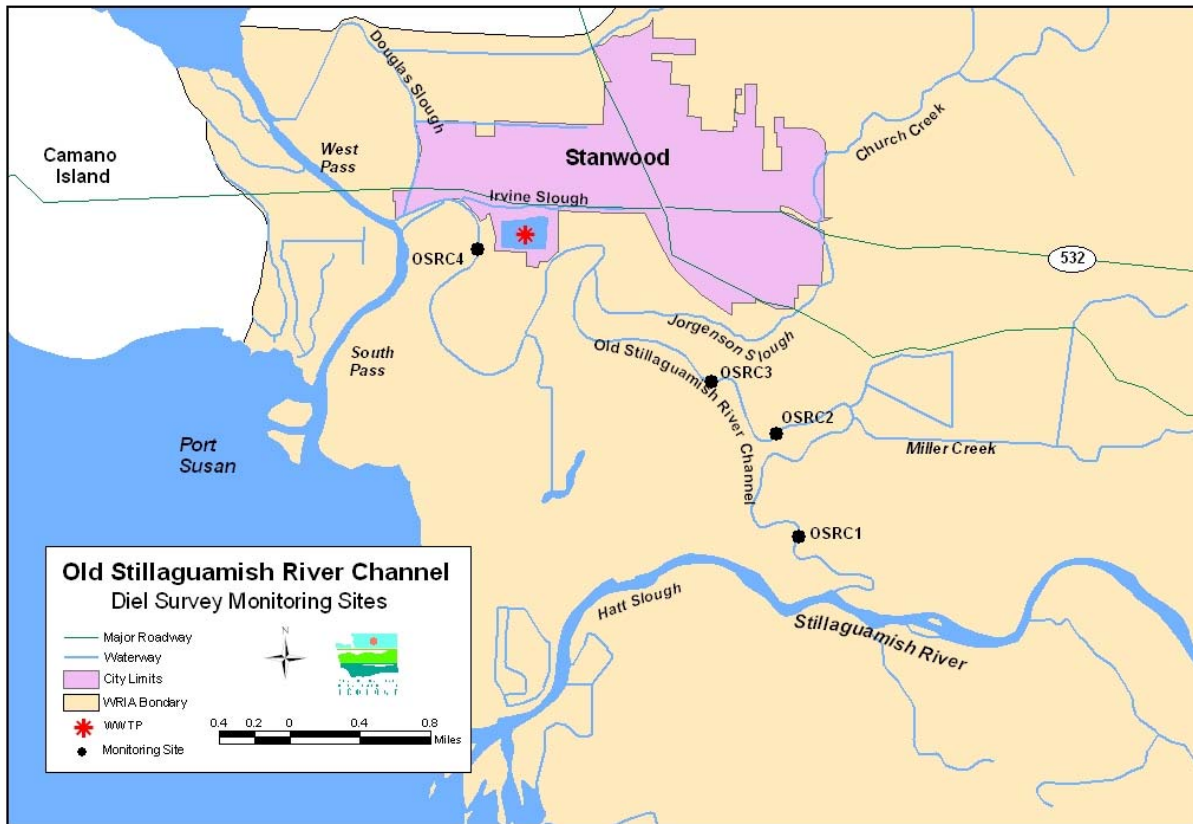 Douglas Slough
Church Creek
Camano
Island
West
Pass
Stanwood
Irvine Slough
OSRC4
532
Jorgenson Slough
South
Pass
Old Stillaguamish River Channel
OSRC3
OSRC2
Port
Susan
Miller Creek
OSRC1
Hatt Slough
Stillaguamish River
Old Stillaguamish River Channel
Diel Survey Monitoring Sites
Major Roadway
Waterway
City Limits
WRIA Bondary
WWTP
Monitoring Site
N
0.4 0.2 0 0.4 0.8
Miles
ECOLOGY